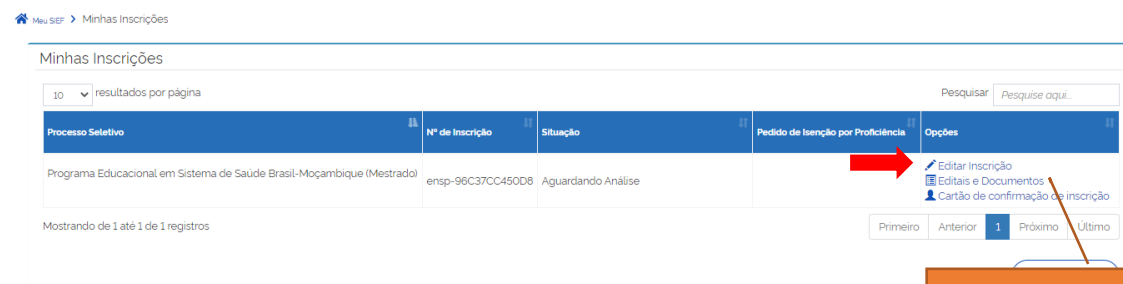 Meu SIEF > Minhas Inscrições
Minhas Inscrições
10 resultados por página
Pesquisar Pesquise aqui...
Processo Seletivo Nº de Inscrição Situação Pedido de Isenção por Proficiência Opções
Programa Educacional em Sistema de Saúde Brasil-Moçambique (Mestrado) ensp-96C37CC450D8 Aguardando Análise
Editar Inscrição
Editais e Documentos
Cartão de confirmação de inscrição
Mostrando de 1 até 1 de 1 registros
Primeiro Anterior 1 Próximo Último